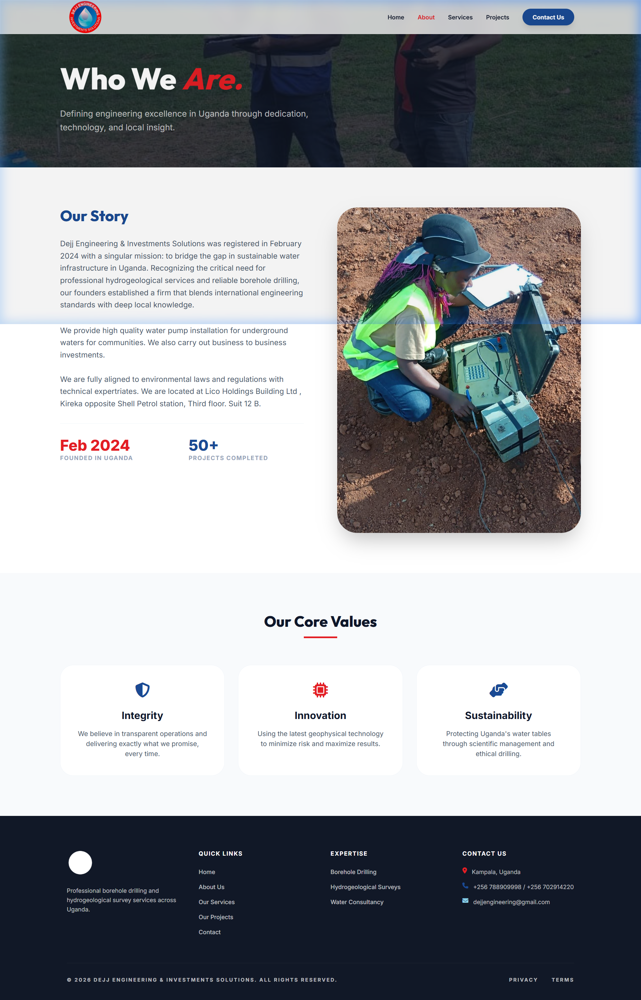 DEJJ ENGINEERING
INVESTMENTS SOLUTIONS
Home
About
Services
Projects
Contact Us
Who We Are.
Defining engineering excellence in Uganda through dedication,
technology, and local insight.
Our Story
Dejj Engineering & Investments Solutions was registered in February
2024 with a singular mission: to bridge the gap in sustainable water
infrastructure in Uganda. Recognizing the critical need for
professional hydrogeological services and reliable borehole drilling,
our founders established a firm that blends international engineering
standards with deep local knowledge.
We provide high quality water pump installation for underground
waters for communities. We also carry out business to business
investments.
We are fully aligned to environmental laws and regulations with
technical expertriates. We are located at Lico Holdings Building Ltd ,
Kireka opposite Shell Petrol station, Third floor. Suit 12 B.
Feb 2024
FOUNDED IN UGANDA
50+
PROJECTS COMPLETED
Our Core Values
Integrity
We believe in transparent operations and
delivering exactly what we promise,
every time.
Innovation
Using the latest geophysical technology
to minimize risk and maximize results.
Sustainability
Protecting Uganda's water tables
through scientific management and
ethical drilling.
Professional borehole drilling and
hydrogeological survey services across
Uganda.
QUICK LINKS
Home
About Us
Our Services
Our Projects
Contact
EXPERTISE
Borehole Drilling
Hydrogeological Surveys
Water Consultancy
CONTACT US
Kampala, Uganda
+256 788909998 / +256 702914220
dejjengineering@gmail.com
© 2026 DEJJ ENGINEERING & INVESTMENTS SOLUTIONS. ALL RIGHTS RESERVED.
PRIVACY
TERMS